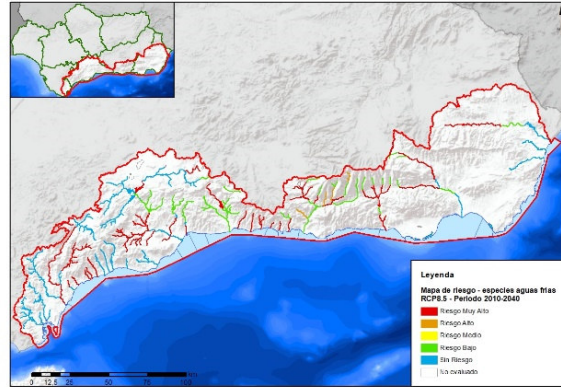 Leyenda
Mapa de riesgo - especies aguas frías
RCP8.5 - Periodo 2010-2040
Riesgo Muy Alto
Riesgo Alto
Riesgo Medio
Riesgo Bajo
Sin Riesgo
No evaluado
0 12.5 25 50 75 100